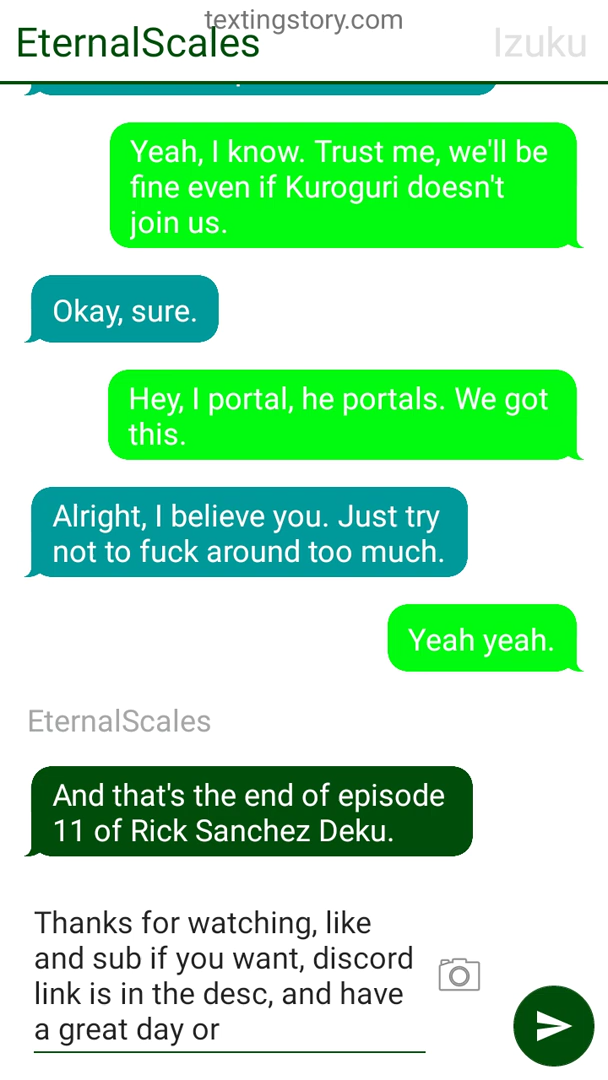 textingstory.com
EternalScales
Izuku
Yeah, I know. Trust me, we'll be
fine even if Kuroguri doesn't
join us.
Okay, sure.
Hey, I portal, he portals. We got
this.
Alright, I believe you. Just try
not to fuck around too much.
Yeah yeah.
EternalScales
And that's the end of episode
11 of Rick Sanchez Deku.
Thanks for watching, like
and sub if you want, discord
link is in the desc, and have
a great day or